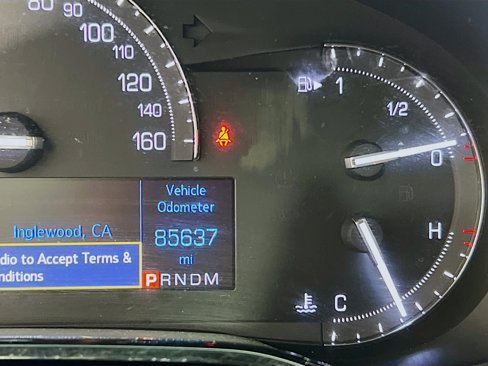 80
90
100
110
120
140
160
1
1/2
0
Vehicle
Odometer
85637
mi
PRNDM
Inglewood, CA
dio to Accept Terms &
nditions
H
C